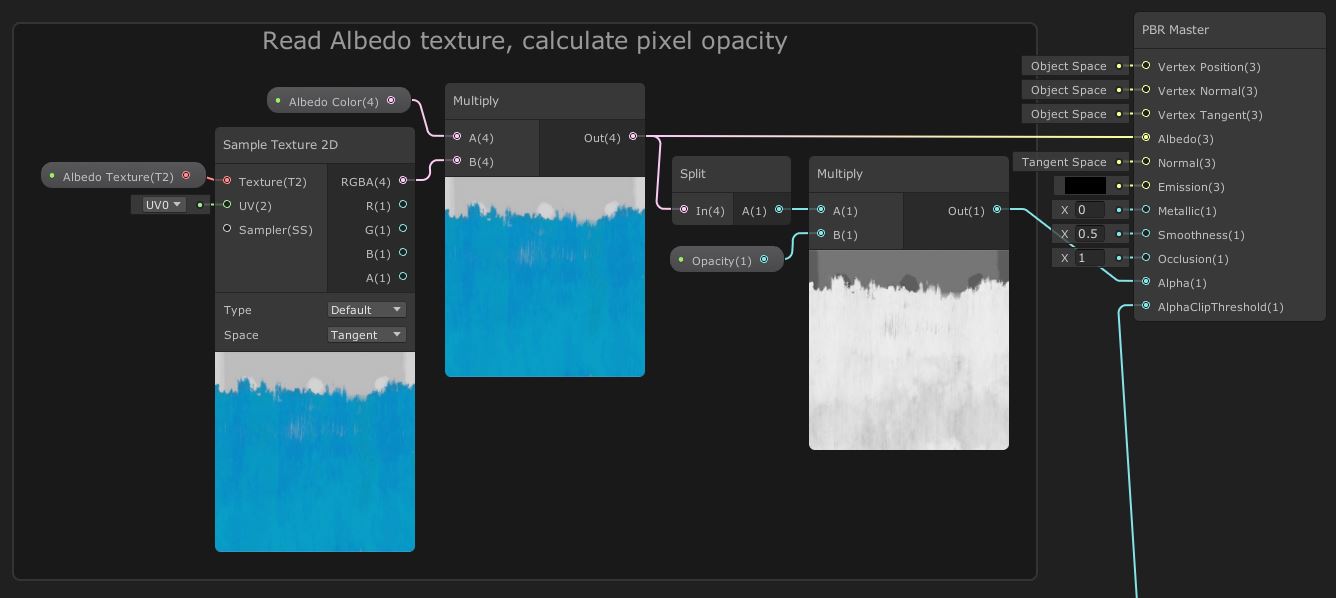 Read Albedo texture, calculate pixel opacity
Albedo Color(4)
Multiply
A(4)
B(4)
Out(4)
Sample Texture 2D
Albedo Texture(T2)
UV0
Texture(T2)
UV(2)
Sampler(SS)
RGBA(4)
R(1)
G(1)
B(1)
A(1)
Type
Default
Space
Tangent
Split
In(4)
A(1)
Opacity(1)
Multiply
A(1)
B(1)
Out(1)
PBR Master
Object Space
Vertex Position(3)
Object Space
Vertex Normal(3)
Object Space
Vertex Tangent(3)
Albedo(3)
Tangent Space
Normal(3)
Emission(3)
X 0
Metallic(1)
X 0.5
Smoothness(1)
X 1
Occlusion(1)
Alpha(1)
AlphaClipThreshold(1)